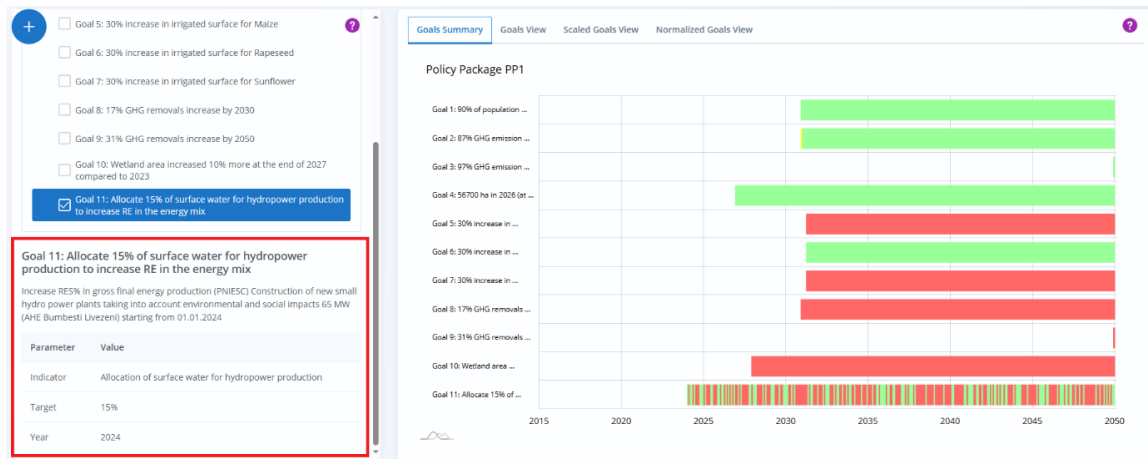 +
Goal 5: 30% increase in irrigated surface for Maize
?
Goal 6: 30% increase in irrigated surface for Rapeseed
Goal 7: 30% increase in irrigated surface for Sunflower
Goal 8: 17% GHG removals increase by 2030
Goal 9: 31% GHG removals increase by 2050
Goal 10: Wetland area increased 10% more at the end of 2027
compared to 2023
Goal 11: Allocate 15% of surface water for hydropower production
to increase RE in the energy mix
Goal 11: Allocate 15% of surface water for hydropower
production to increase RE in the energy mix
Increase RES% in gross final energy production (PNIESC) Construction of new small
hydro power plants taking into account environmental and social impacts 65 MW
(AHE Bumbesti Livezeni) starting from 01.01.2024
Parameter Value
Indicator Allocation of surface water for hydropower production
Target 15%
Year 2024
Goals Summary Goals View Scaled Goals View Normalized Goals View
?
Policy Package PP1
Goal 1: 90% of population ...
Goal 2: 87% GHG emission ...
Goal 3: 97% GHG emission ...
Goal 4: 56700 ha in 2026 (at ...
Goal 5: 30% increase in ...
Goal 6: 30% increase in ...
Goal 7: 30% increase in ...
Goal 8: 17% GHG removals ...
Goal 9: 31% GHG removals ...
Goal 10: Wetland area ...
Goal 11: Allocate 15% of ...
2015 2020 2025 2030 2035 2040 2045 2050